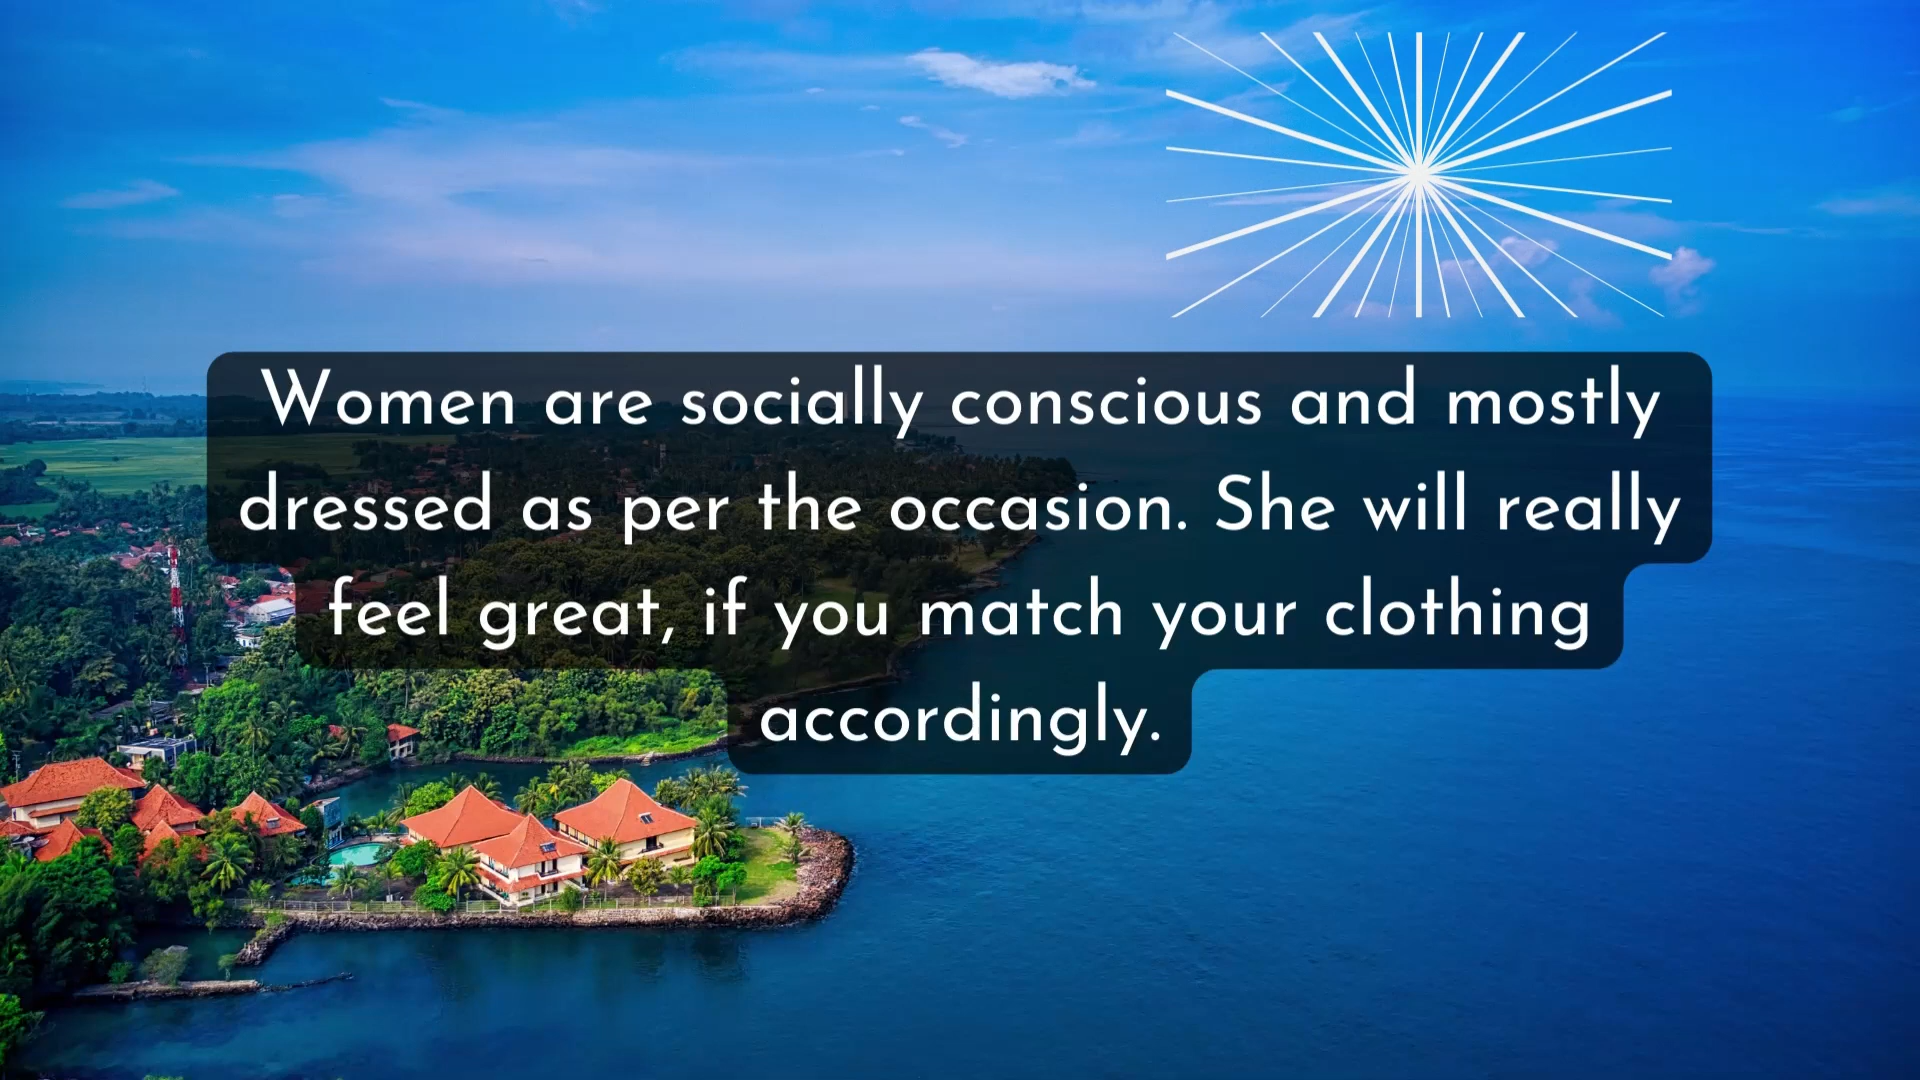 Women are socially conscious and mostly
dressed as per the occasion. She will really
feel great, if you match your clothing
accordingly.